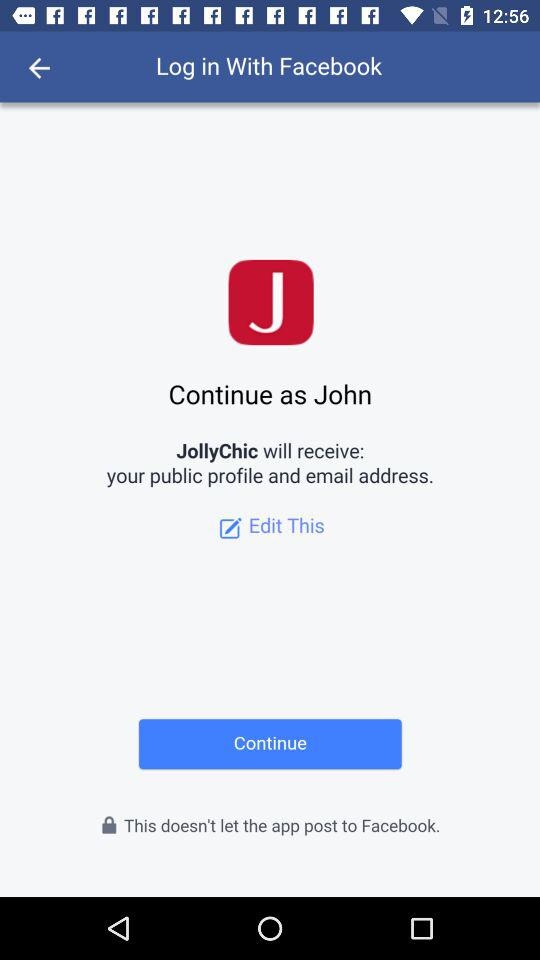 12:56
Log in With Facebook
J
Continue as John
JollyChic will receive:
your public profile and email address.
Edit This
Continue
This doesn't let the app post to Facebook.